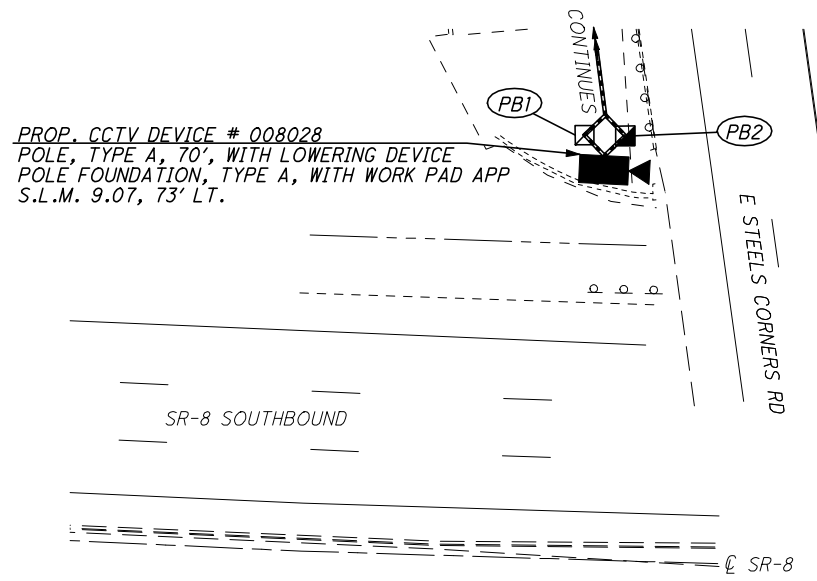 CONTINUES
PB1
PB2
PROP. CCTV DEVICE # 008028
POLE, TYPE A, 70', WITH LOWERING DEVICE
POLE FOUNDATION, TYPE A, WITH WORK PAD APP
S.L.M. 9.07, 73' LT.
E STEELS CORNERS RD
SR-8 SOUTHBOUND
℄ SR-8